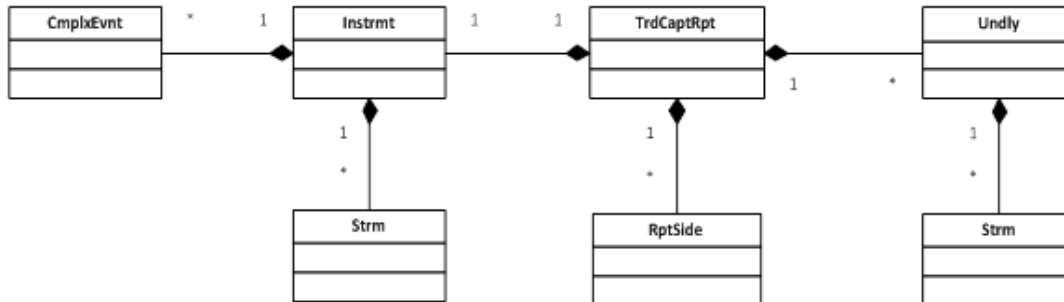 CmplxEvnt * 1 Instrmt 1 1 TrdCaptRpt Undly
1 *
1 1 1
* * *
Strm RptSide Strm